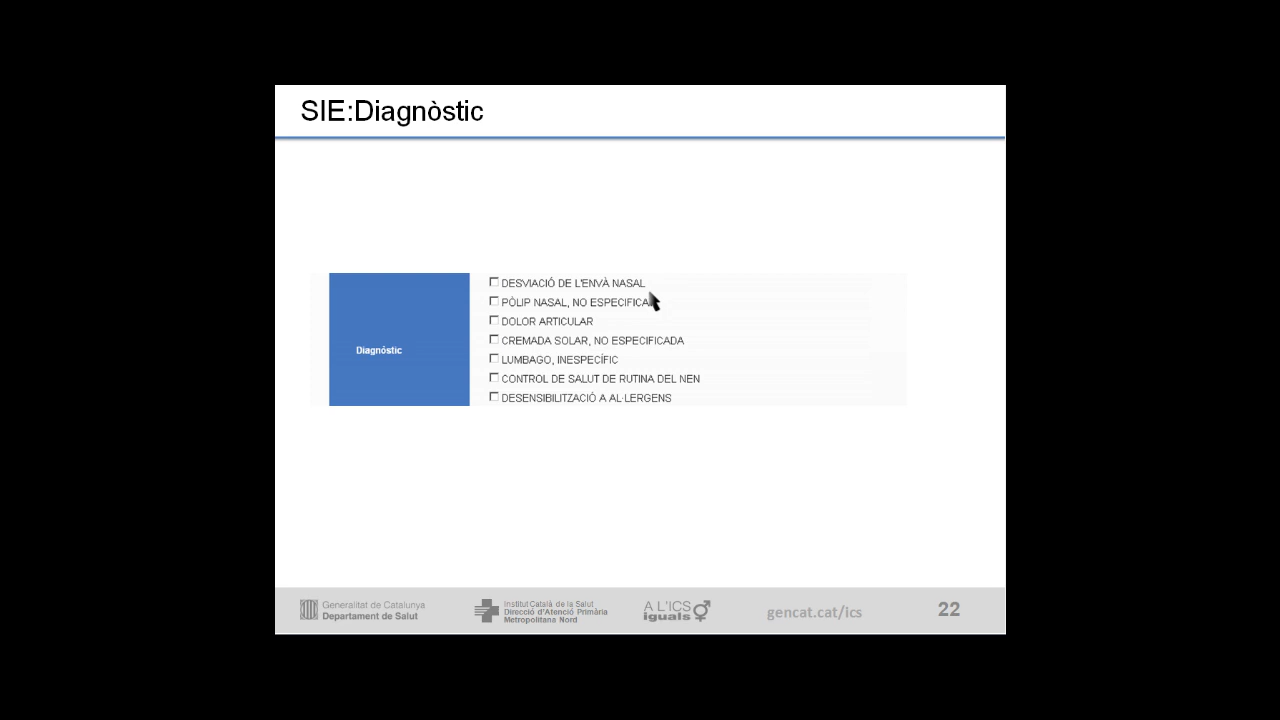 SIE:Diagnòstic
Diagnóstic
DESVIACIÓ DE L'ENVÀ NASAL
PÒLIP NASAL, NO ESPECIFICA
DOLOR ARTICULAR
CREMADA SOLAR, NO ESPECIFICADA
LUMBAGO, INESPECÍFIC
CONTROL DE SALUT DE RUTINA DEL NEN
DESENSIBILITZACIÓ A AL·LERGENS
Generalitat de Catalunya
Departament de Salut
Institut Català de la Salut
Direcció d'Atenció Primària
Metropolitana Nord
A L'ICS
iguals
gencat.cat/ics
22